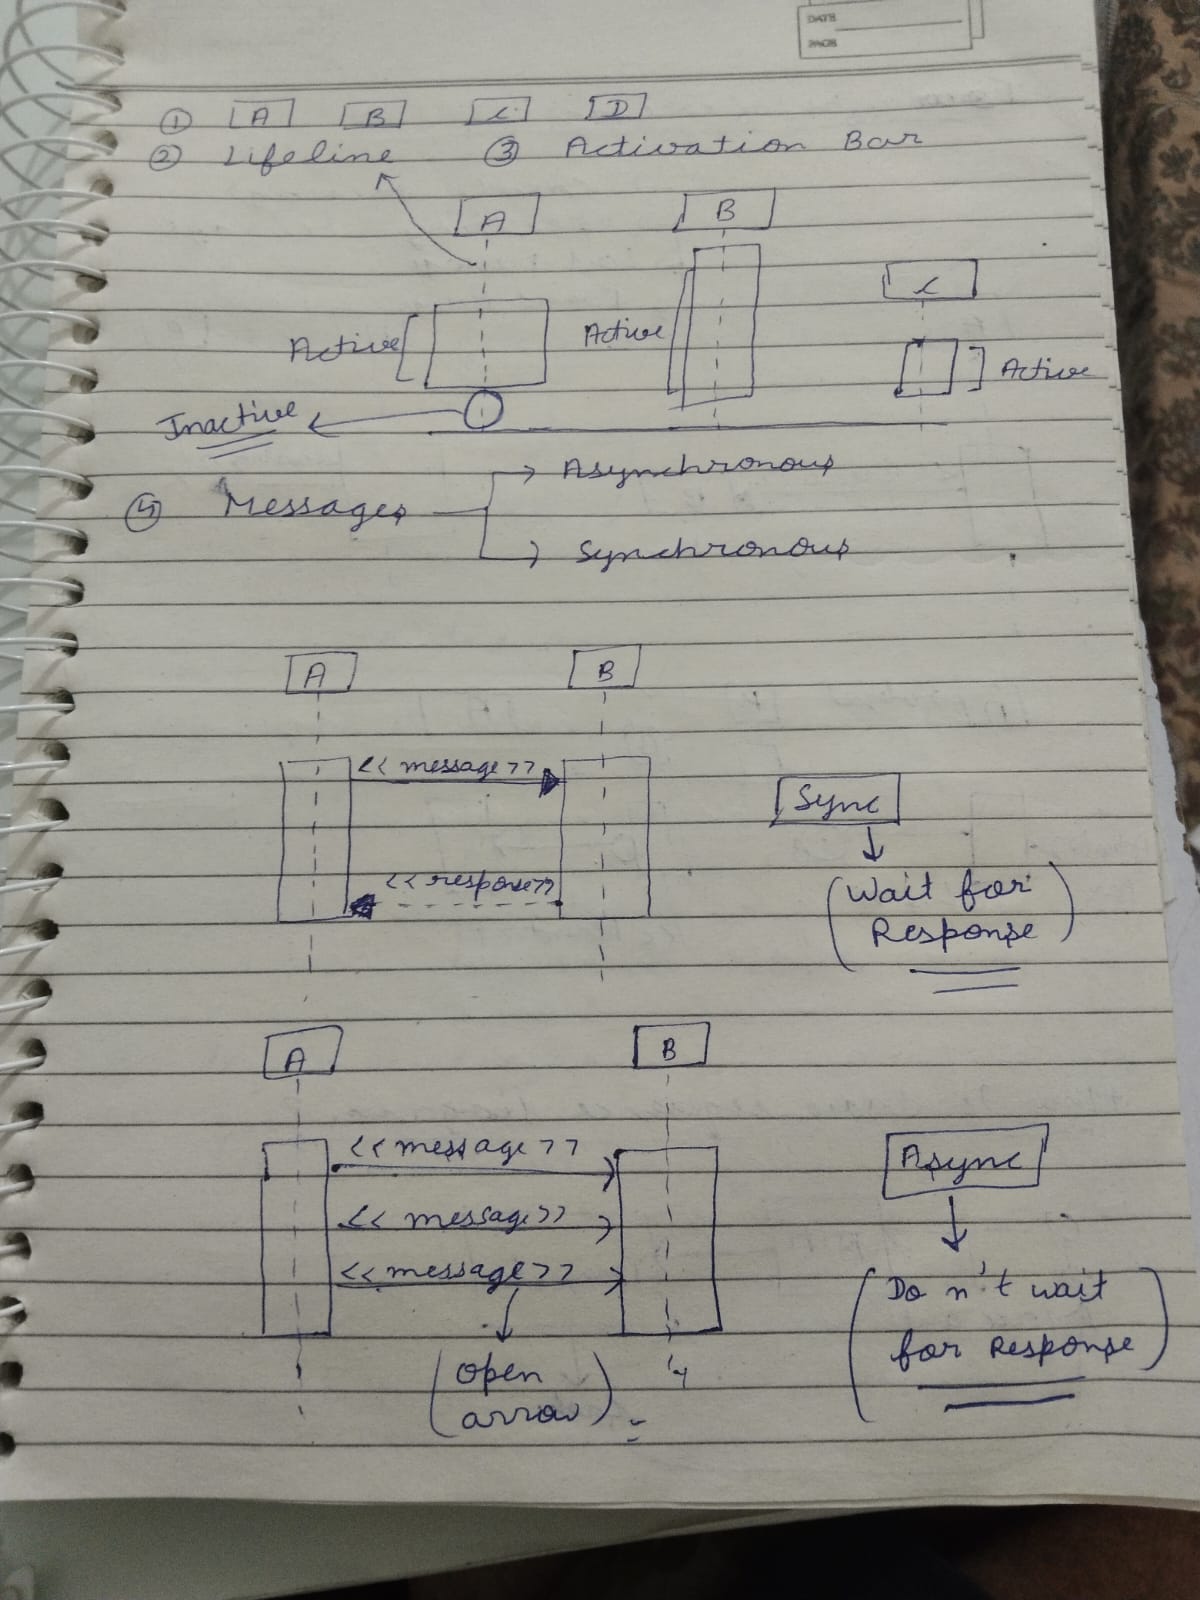 DATE
PAGE
① A B C D
② Lifeline ③ Activation Bar
A B
C
Active Active Active
Inactive
④ Messages → Asynchronous
→ Synchronous
A B
<< message >>
Sync
<< response >>
(Wait for
Response)
A B
<< message >>
Async
<< message >>
<< message >>
(Do n't wait
for Response)
(open
arrow)